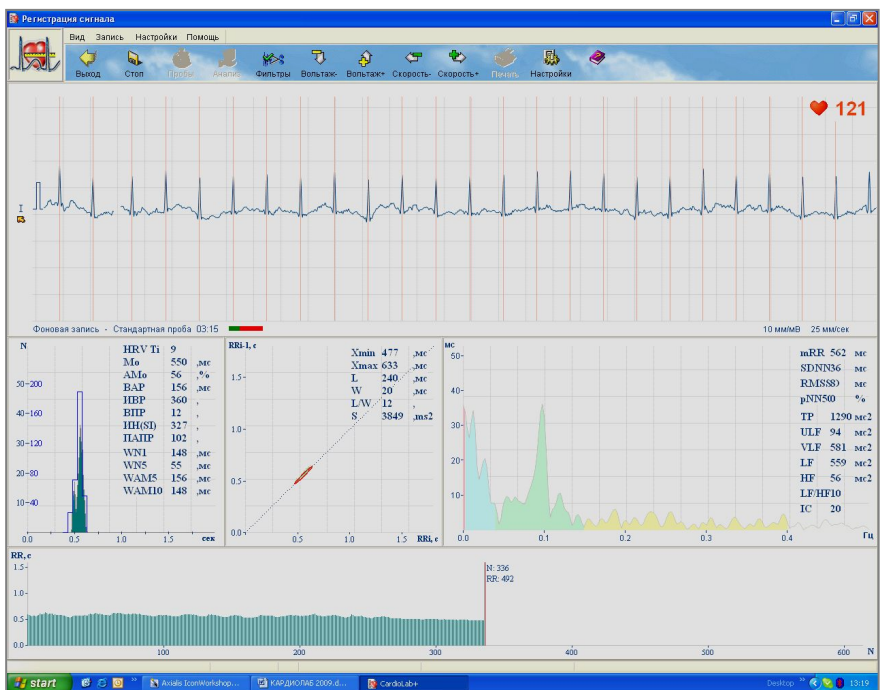 Регистрация сигнала
Вид Запись Настройки Помощь
Выход Стоп Пробы Анализ Фильтры Вольтаж- Вольтаж+ Скорость- Скорость+ Печать Настройки
121
I
Фоновая запись - Стандартная проба 03:15
10 мм/мВ 25 мм/сек
N
HRV Ti 9
Mo 550 ,мс
AMo 56 ,%
ВАР 156 ,мс
ИВР 360 ,
ВПР 12 ,
ИН(SI) 327 ,
ПАПР 102 ,
WN1 148 ,мс
WN5 55 ,мс
WAM5 156 ,мс
WAM10 148 ,мс
50-200
40-160
30-120
20-80
10-40
0.0 0.5 1.0 1.5 сек
RRi-1, с
Xmin 477 ,мс
Xmax 633 ,мс
L 240 ,мс
W 20 ,мс
L/W 12 ,
S 3849 ,ms2
1.5-
1.0-
0.5-
0.0-
0.5 1.0 1.5 RRi, с
мс
50-
40-
30-
20-
10-
0.0 0.1 0.2 0.3 0.4 Гц
mRR 562 мс
SDNN36 мс
RMSS8) мс
pNN50 %
TP 1290 мс2
ULF 94 мс2
VLF 581 мс2
LF 559 мс2
HF 56 мс2
LF/HF10
IC 20
RR, с
1.5-
1.0-
0.5-
0.0-
N: 336
RR: 492
100 200 300 400 500 600 N
start Axialis IconWorkshop... КАРДИОЛАБ 2009.d... CardioLab+ Desktop 13:19